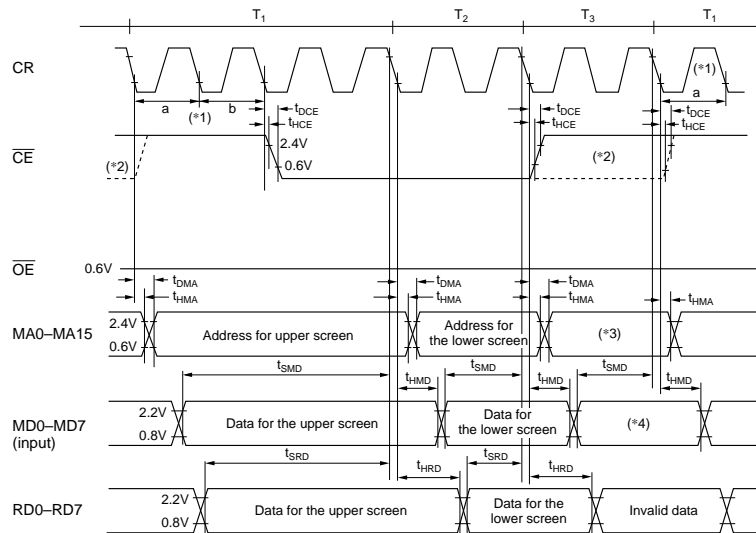 T₁ T₂ T₃ T₁
CR
(*1)
a b a
(*1)
tDCE tDCE tDCE
tHCE tHCE tHCE
2.4V
CE (*2) (*2)
0.6V
OE 0.6V
tDMA tDMA tDMA
tHMA tHMA tHMA tHMA
MA0–MA15 2.4V Address for upper screen Address for (*3)
0.6V the lower screen
tSMD tSMD tSMD
tHMD tHMD tHMD
MD0–MD7 2.2V Data for the upper screen Data for (*4)
(input) 0.8V the lower screen
tSRD tSRD
tHRD tHRD
RD0–RD7 2.2V Data for the upper screen Data for the Invalid data
0.8V lower screen